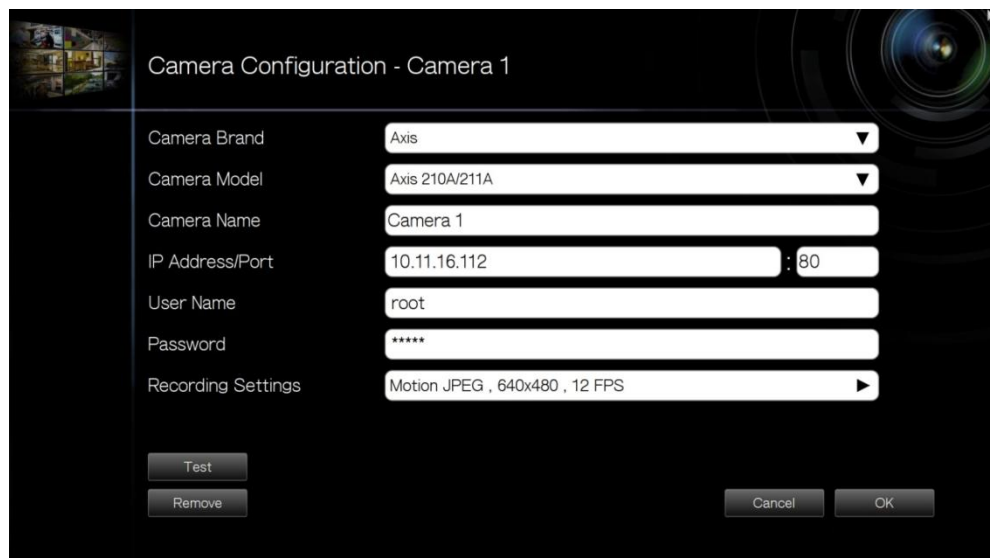 Camera Configuration - Camera 1
Camera Brand Axis
Camera Model Axis 210A/211A
Camera Name Camera 1
IP Address/Port 10.11.16.112 : 80
User Name root
Password *****
Recording Settings Motion JPEG , 640x480 , 12 FPS
Test
Remove Cancel OK